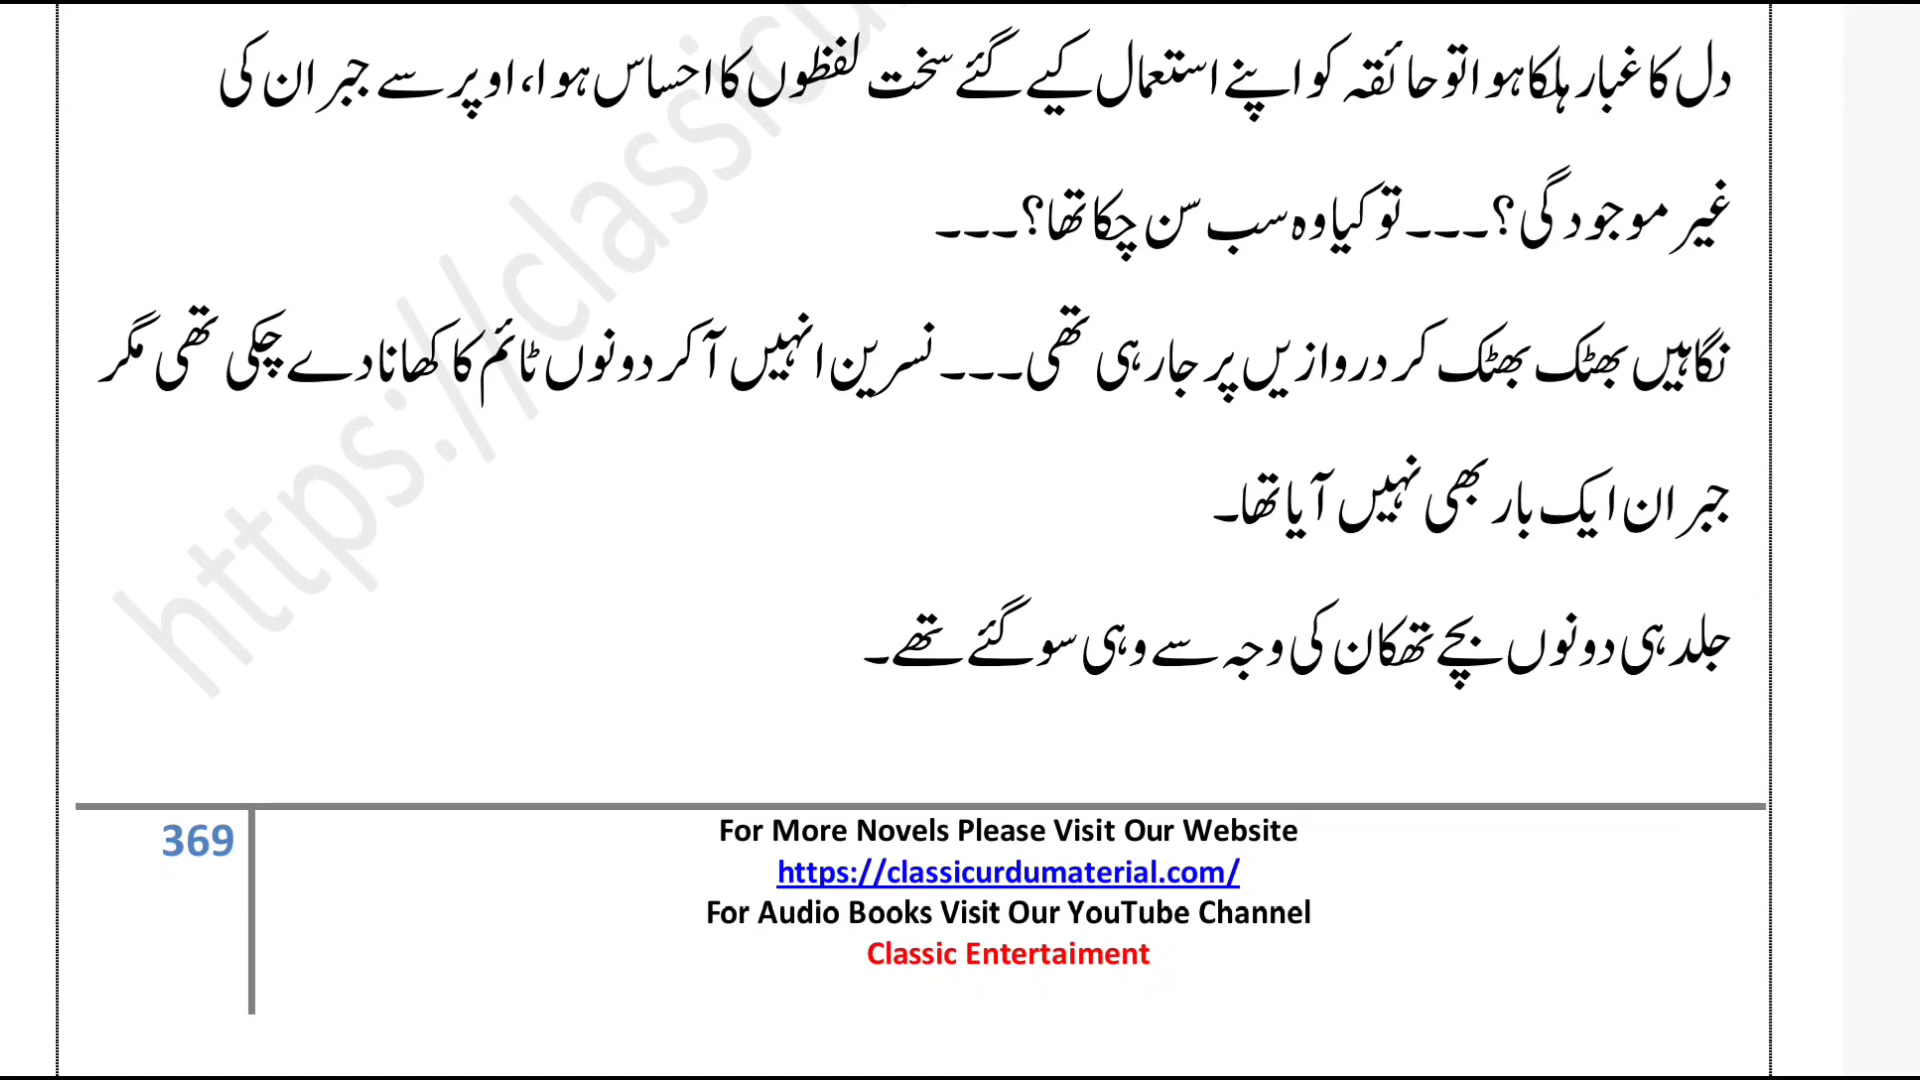 دل کا غبار ہلکا ہوا تو حائقہ کو اپنے استعمال کیے گئے سخت لفظوں کا احساس ہوا، اوپر سے جبران کی
غیر موجودگی؟۔۔۔ تو کیا وہ سب سن چکا تھا؟۔۔۔
نگاہیں بھٹک بھٹک کر دروازیں پر جا رہی تھی۔۔۔ نسرین انہیں آ کر دونوں ٹائم کا کھانا دے چکی تھی مگر
جبران ایک بار بھی نہیں آیا تھا۔
جلد ہی دونوں بچے تھکان کی وجہ سے وہی سو گئے تھے۔
369
For More Novels Please Visit Our Website
https://classicurdumaterial.com/
For Audio Books Visit Our YouTube Channel
Classic Entertaiment
https://classicu